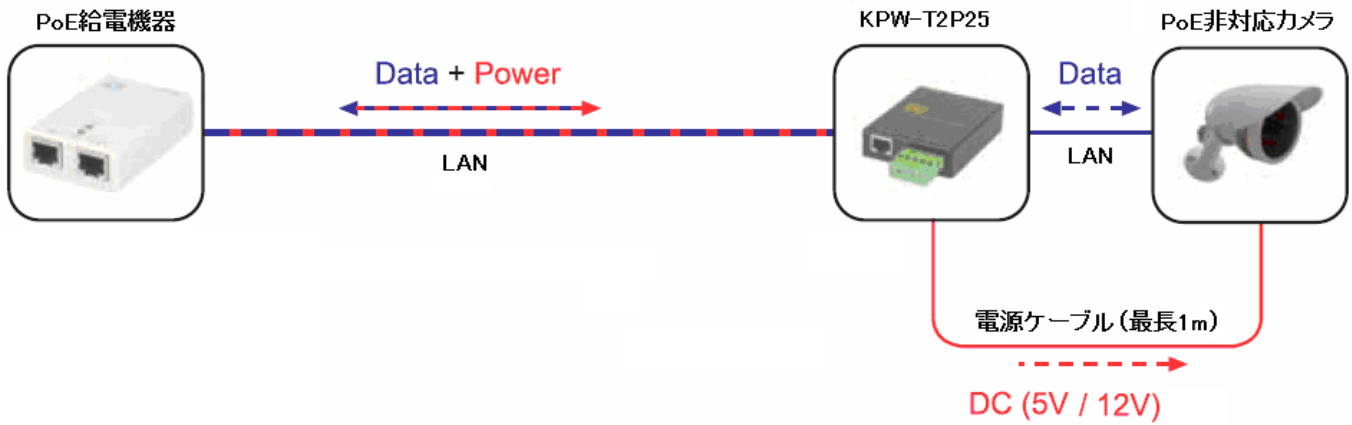 PoE給電機器
KPW-T2P25
PoE非対応カメラ
Data + Power
Data
LAN
LAN
電源ケーブル(最長1m)
DC (5V / 12V)